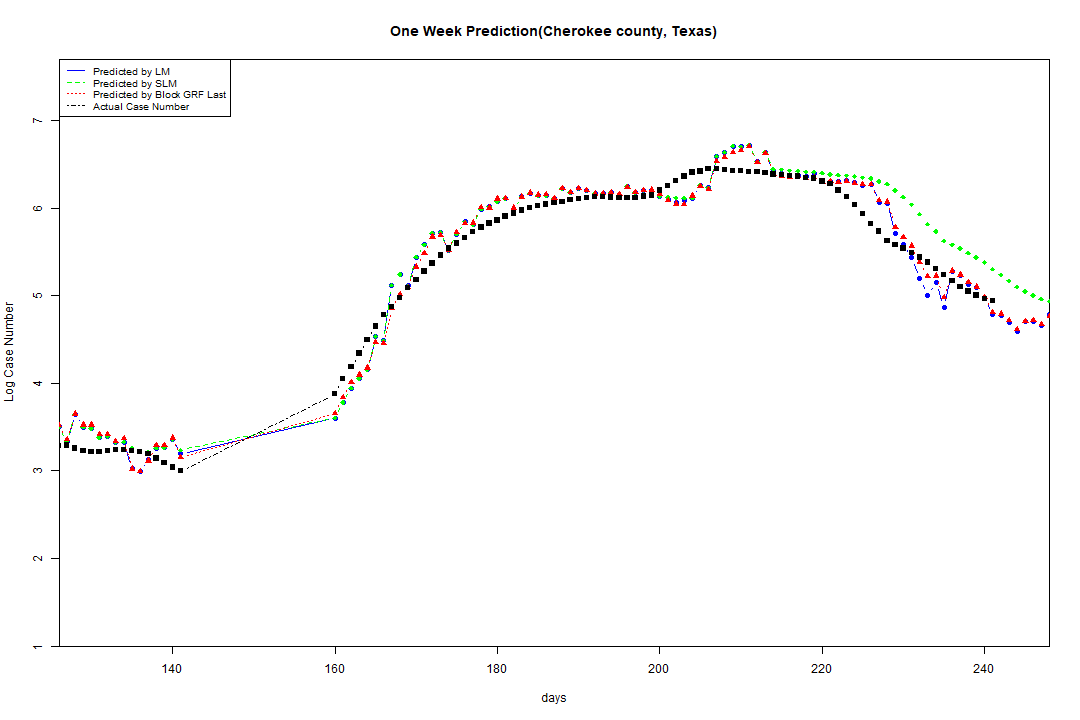 One Week Prediction(Cherokee county, Texas)
Predicted by LM
Predicted by SLM
Predicted by Block GRF Last
Actual Case Number
7
6
5
4
3
2
1
Log Case Number
140 160 180 200 220 240
days